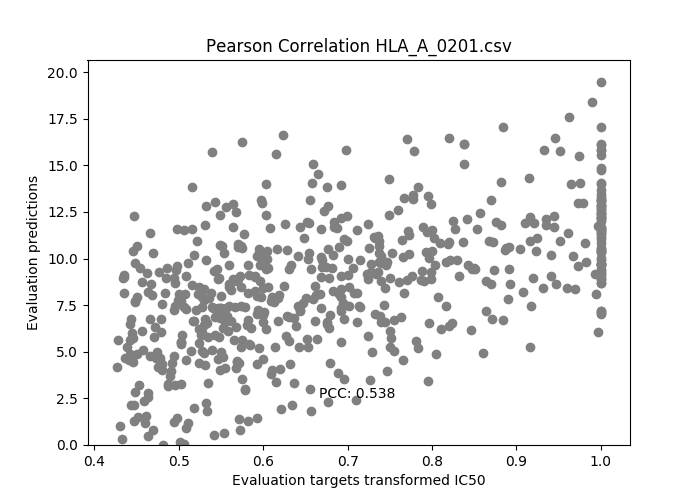 Pearson Correlation HLA_A_0201.csv
20.0
17.5
15.0
12.5
10.0
7.5
5.0
2.5
0.0
Evaluation predictions
PCC: 0.538
0.4 0.5 0.6 0.7 0.8 0.9 1.0
Evaluation targets transformed IC50